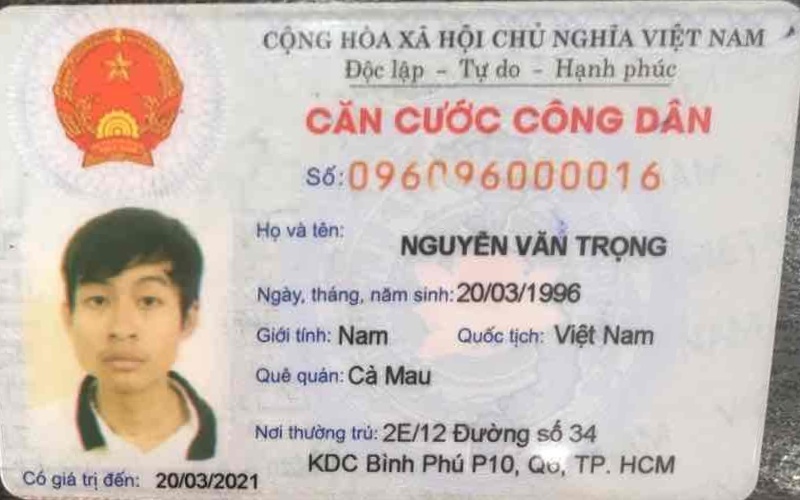 CỘNG HÒA XÃ HỘI CHỦ NGHĨA VIỆT NAM
Độc lập - Tự do - Hạnh phúc
CĂN CƯỚC CÔNG DÂN
Số: 096096000016
Họ và tên: NGUYỄN VĂN TRỌNG
Ngày, tháng, năm sinh: 20/03/1996
Giới tính: Nam Quốc tịch: Việt Nam
Quê quán: Cà Mau
Nơi thường trú: 2E/12 Đường số 34
KDC Bình Phú P10, Q6, TP. HCM
Có giá trị đến: 20/03/2021